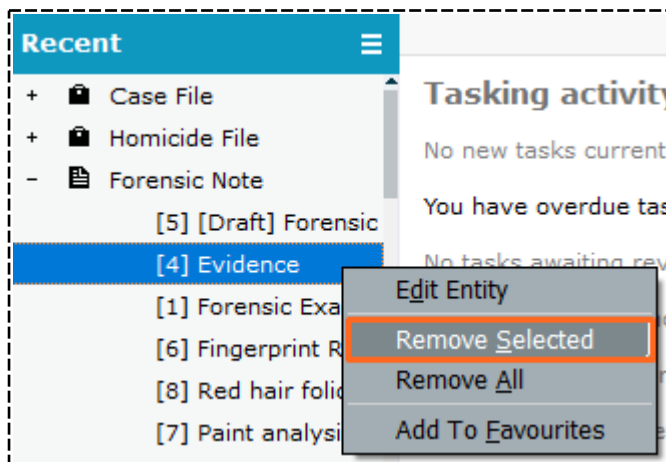 Recent
+ Case File
+ Homicide File
- Forensic Note
[5] [Draft] Forensic
[4] Evidence
[1] Forensic Exa
[6] Fingerprint R
[8] Red hair folic
[7] Paint analysi
Tasking activity
No new tasks current
You have overdue tas
No tasks awaiting rev
Edit Entity
Remove Selected
Remove All
Add To Favourites